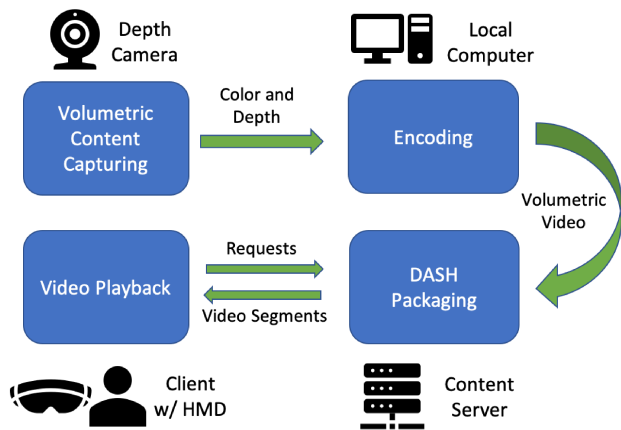 Depth
Camera
Local
Computer
Volumetric
Content
Capturing
Color and
Depth
Encoding
Volumetric
Video
Video Playback
Requests
Video Segments
DASH
Packaging
Client
w/ HMD
Content
Server